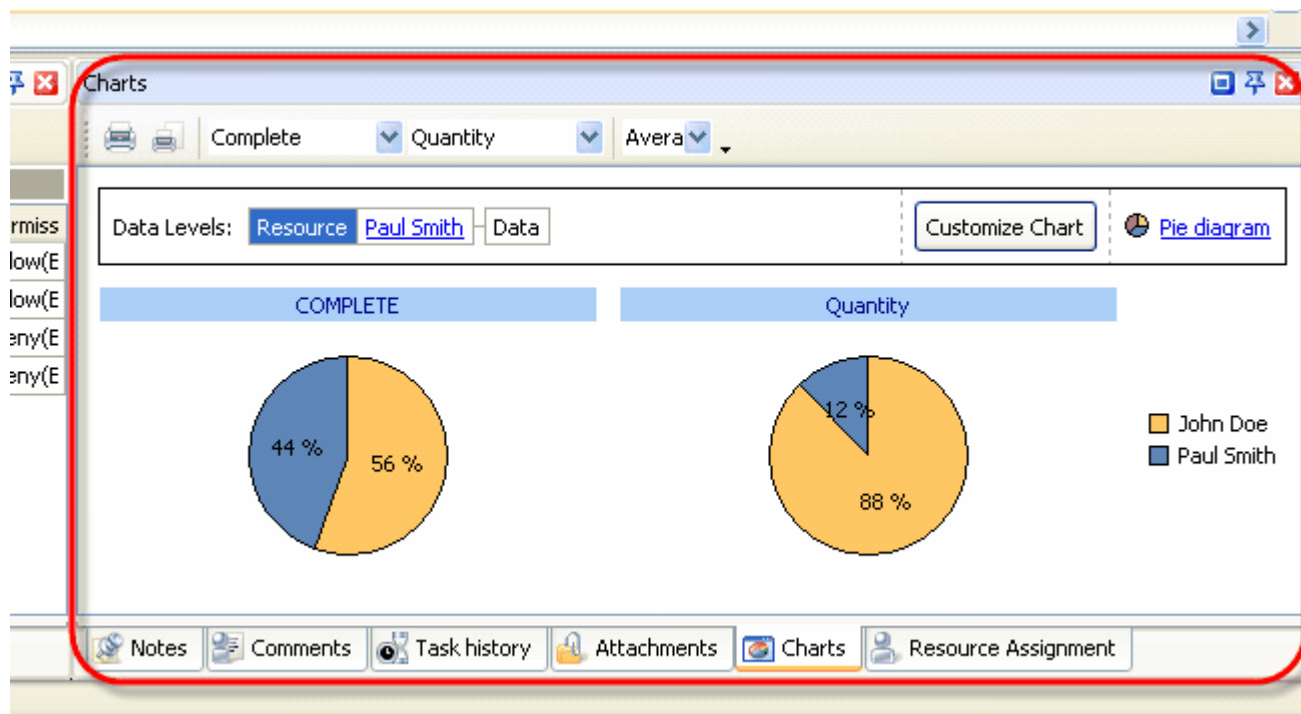 Charts
Complete Quantity Avera
rmiss
Data Levels: Resource Paul Smith Data Customize Chart Pie diagram
low(E
low(E
eny(E
eny(E
COMPLETE Quantity
44 % 56 %
12 %
88 %
John Doe
Paul Smith
Notes Comments Task history Attachments Charts Resource Assignment